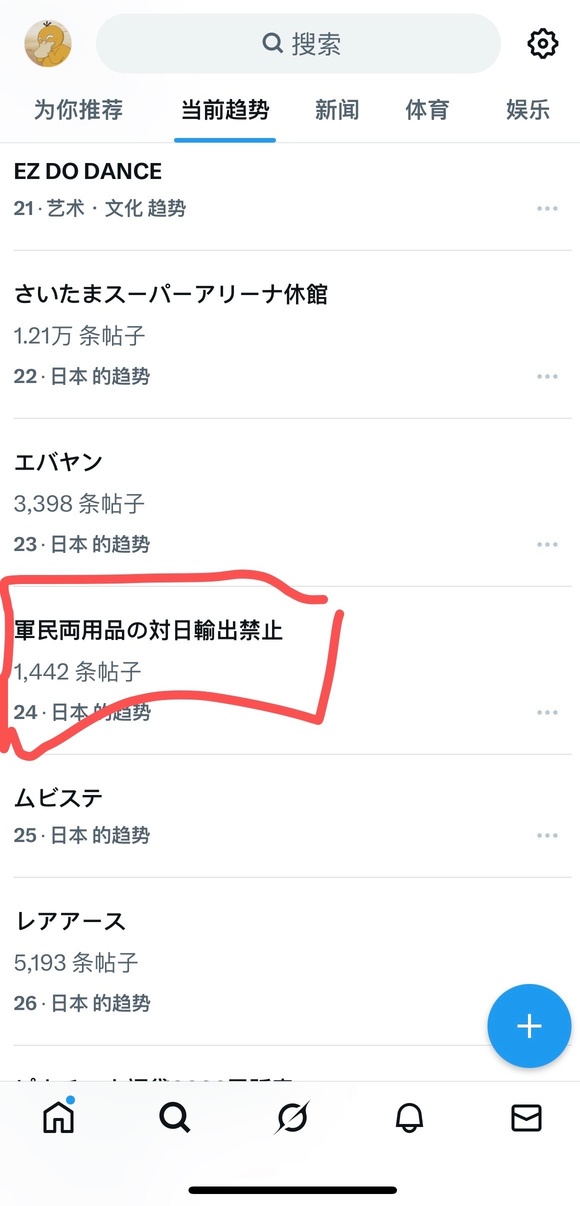 搜索
为你推荐 当前趋势 新闻 体育 娱乐
EZ DO DANCE
21 · 艺术 · 文化 趋势
さいたまスーパーアリーナ休館
1.21万 条帖子
22 · 日本 的趋势
エバヤン
3,398 条帖子
23 · 日本 的趋势
軍民両用品の対日輸出禁止
1,442 条帖子
24 · 日本 的趋势
ムビステ
25 · 日本 的趋势
レアアース
5,193 条帖子
26 · 日本 的趋势